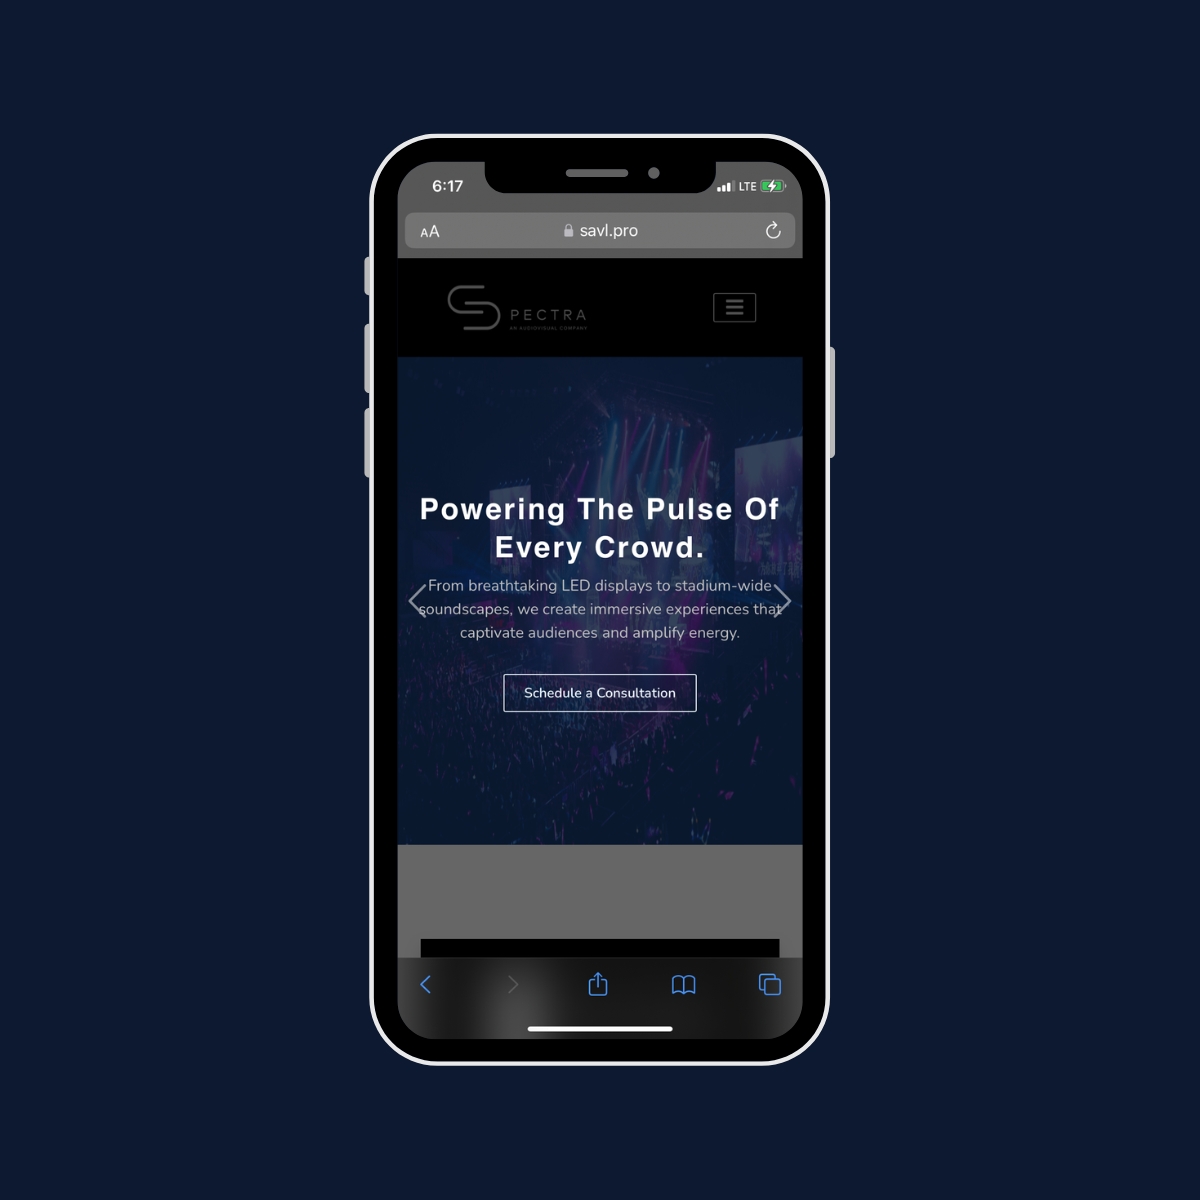 6:17 LTE
AA savl.pro
SPECTRA
AN AUDIOVISUAL COMPANY
Powering The Pulse Of
Every Crowd.
From breathtaking LED displays to stadium-wide
soundscapes, we create immersive experiences that
captivate audiences and amplify energy.
Schedule a Consultation